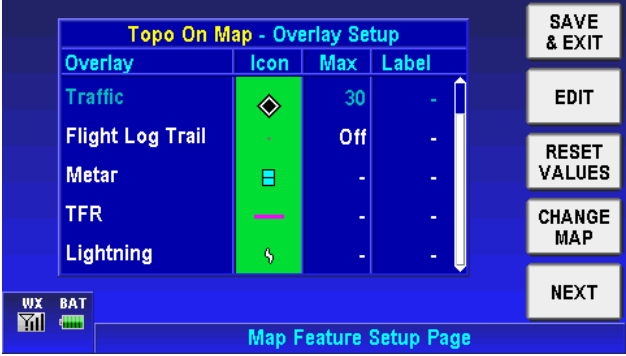 Topo On Map - Overlay Setup
Overlay Icon Max Label
Traffic 30 -
Flight Log Trail Off -
Metar - -
TFR - -
Lightning - -
SAVE
& EXIT
EDIT
RESET
VALUES
CHANGE
MAP
NEXT
WX BAT
Map Feature Setup Page